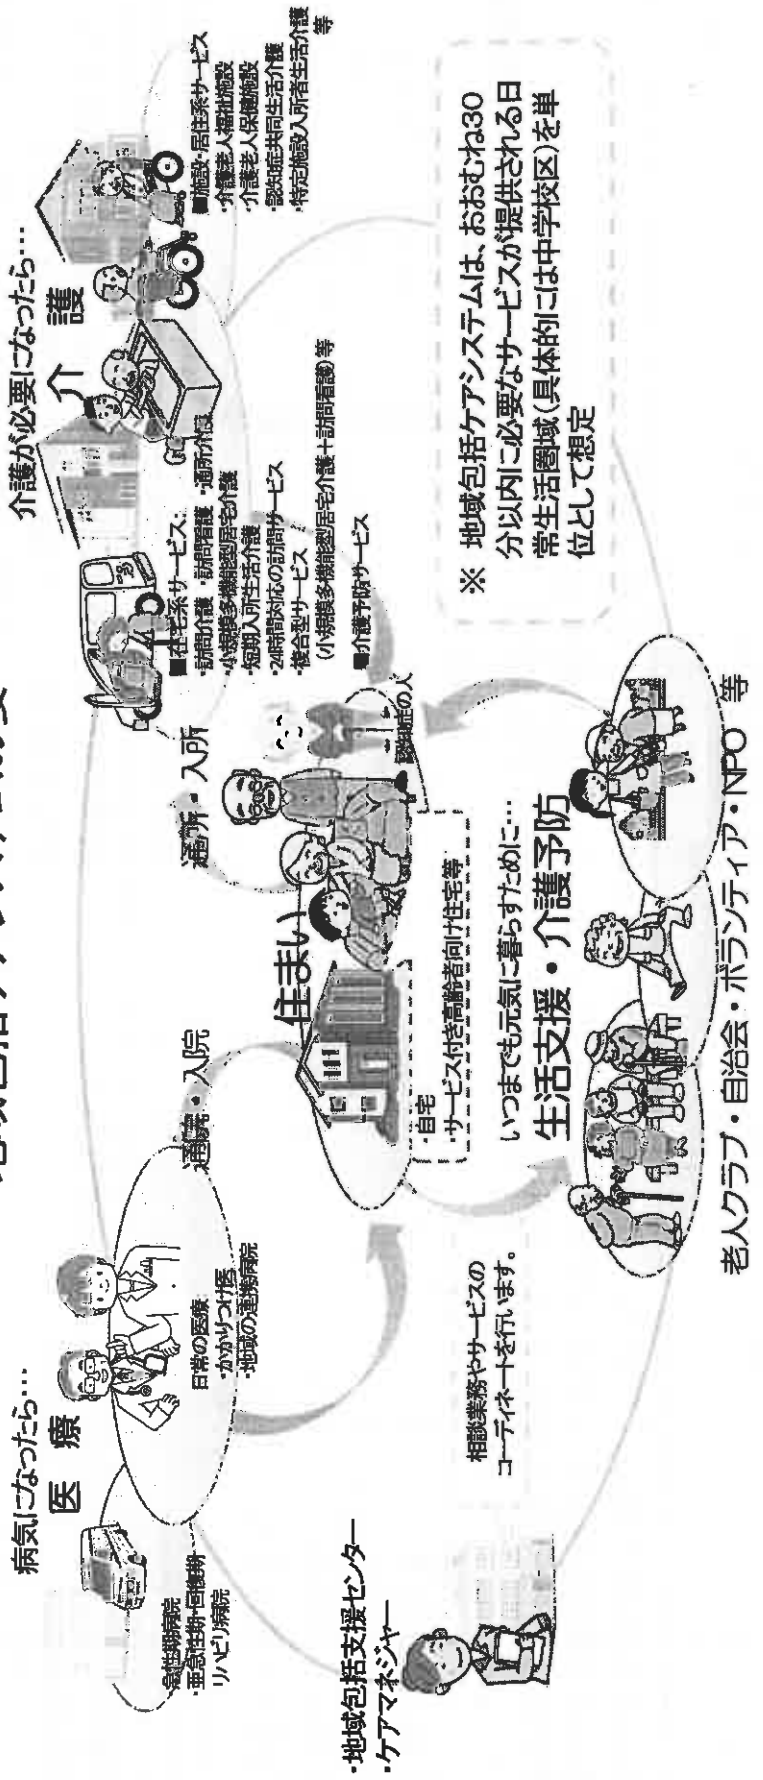 地域包括ケアシステムの姿
病気になったら…
医療
・急性期病院
・亜急性期・回復期
リハビリ病院
日常の医療:
・かかりつけ医
・地域の連携病院
通院・入院
介護が必要になったら…
介護
通所・入所
■在宅系サービス:
・訪問介護 ・訪問看護 ・通所介護
・小規模多機能型居宅介護
・短期入所生活介護
・24時間対応の訪問サービス
・複合型サービス
(小規模多機能型居宅介護+訪問看護)等
■介護予防サービス
■施設・居住系サービス
・介護老人福祉施設
・介護老人保健施設
・認知症共同生活介護
・特定施設入所者生活介護
等
住まい
認知症の人
・自宅
・サービス付き高齢者向け住宅等
・地域包括支援センター
・ケアマネジャー
相談業務やサービスの
コーディネートを行います。
いつまでも元気に暮らすために…
生活支援・介護予防
老人クラブ・自治会・ボランティア・NPO 等
※ 地域包括ケアシステムは、おおむね30
分以内に必要なサービスが提供される日
常生活圏域(具体的には中学校区)を単
位として想定